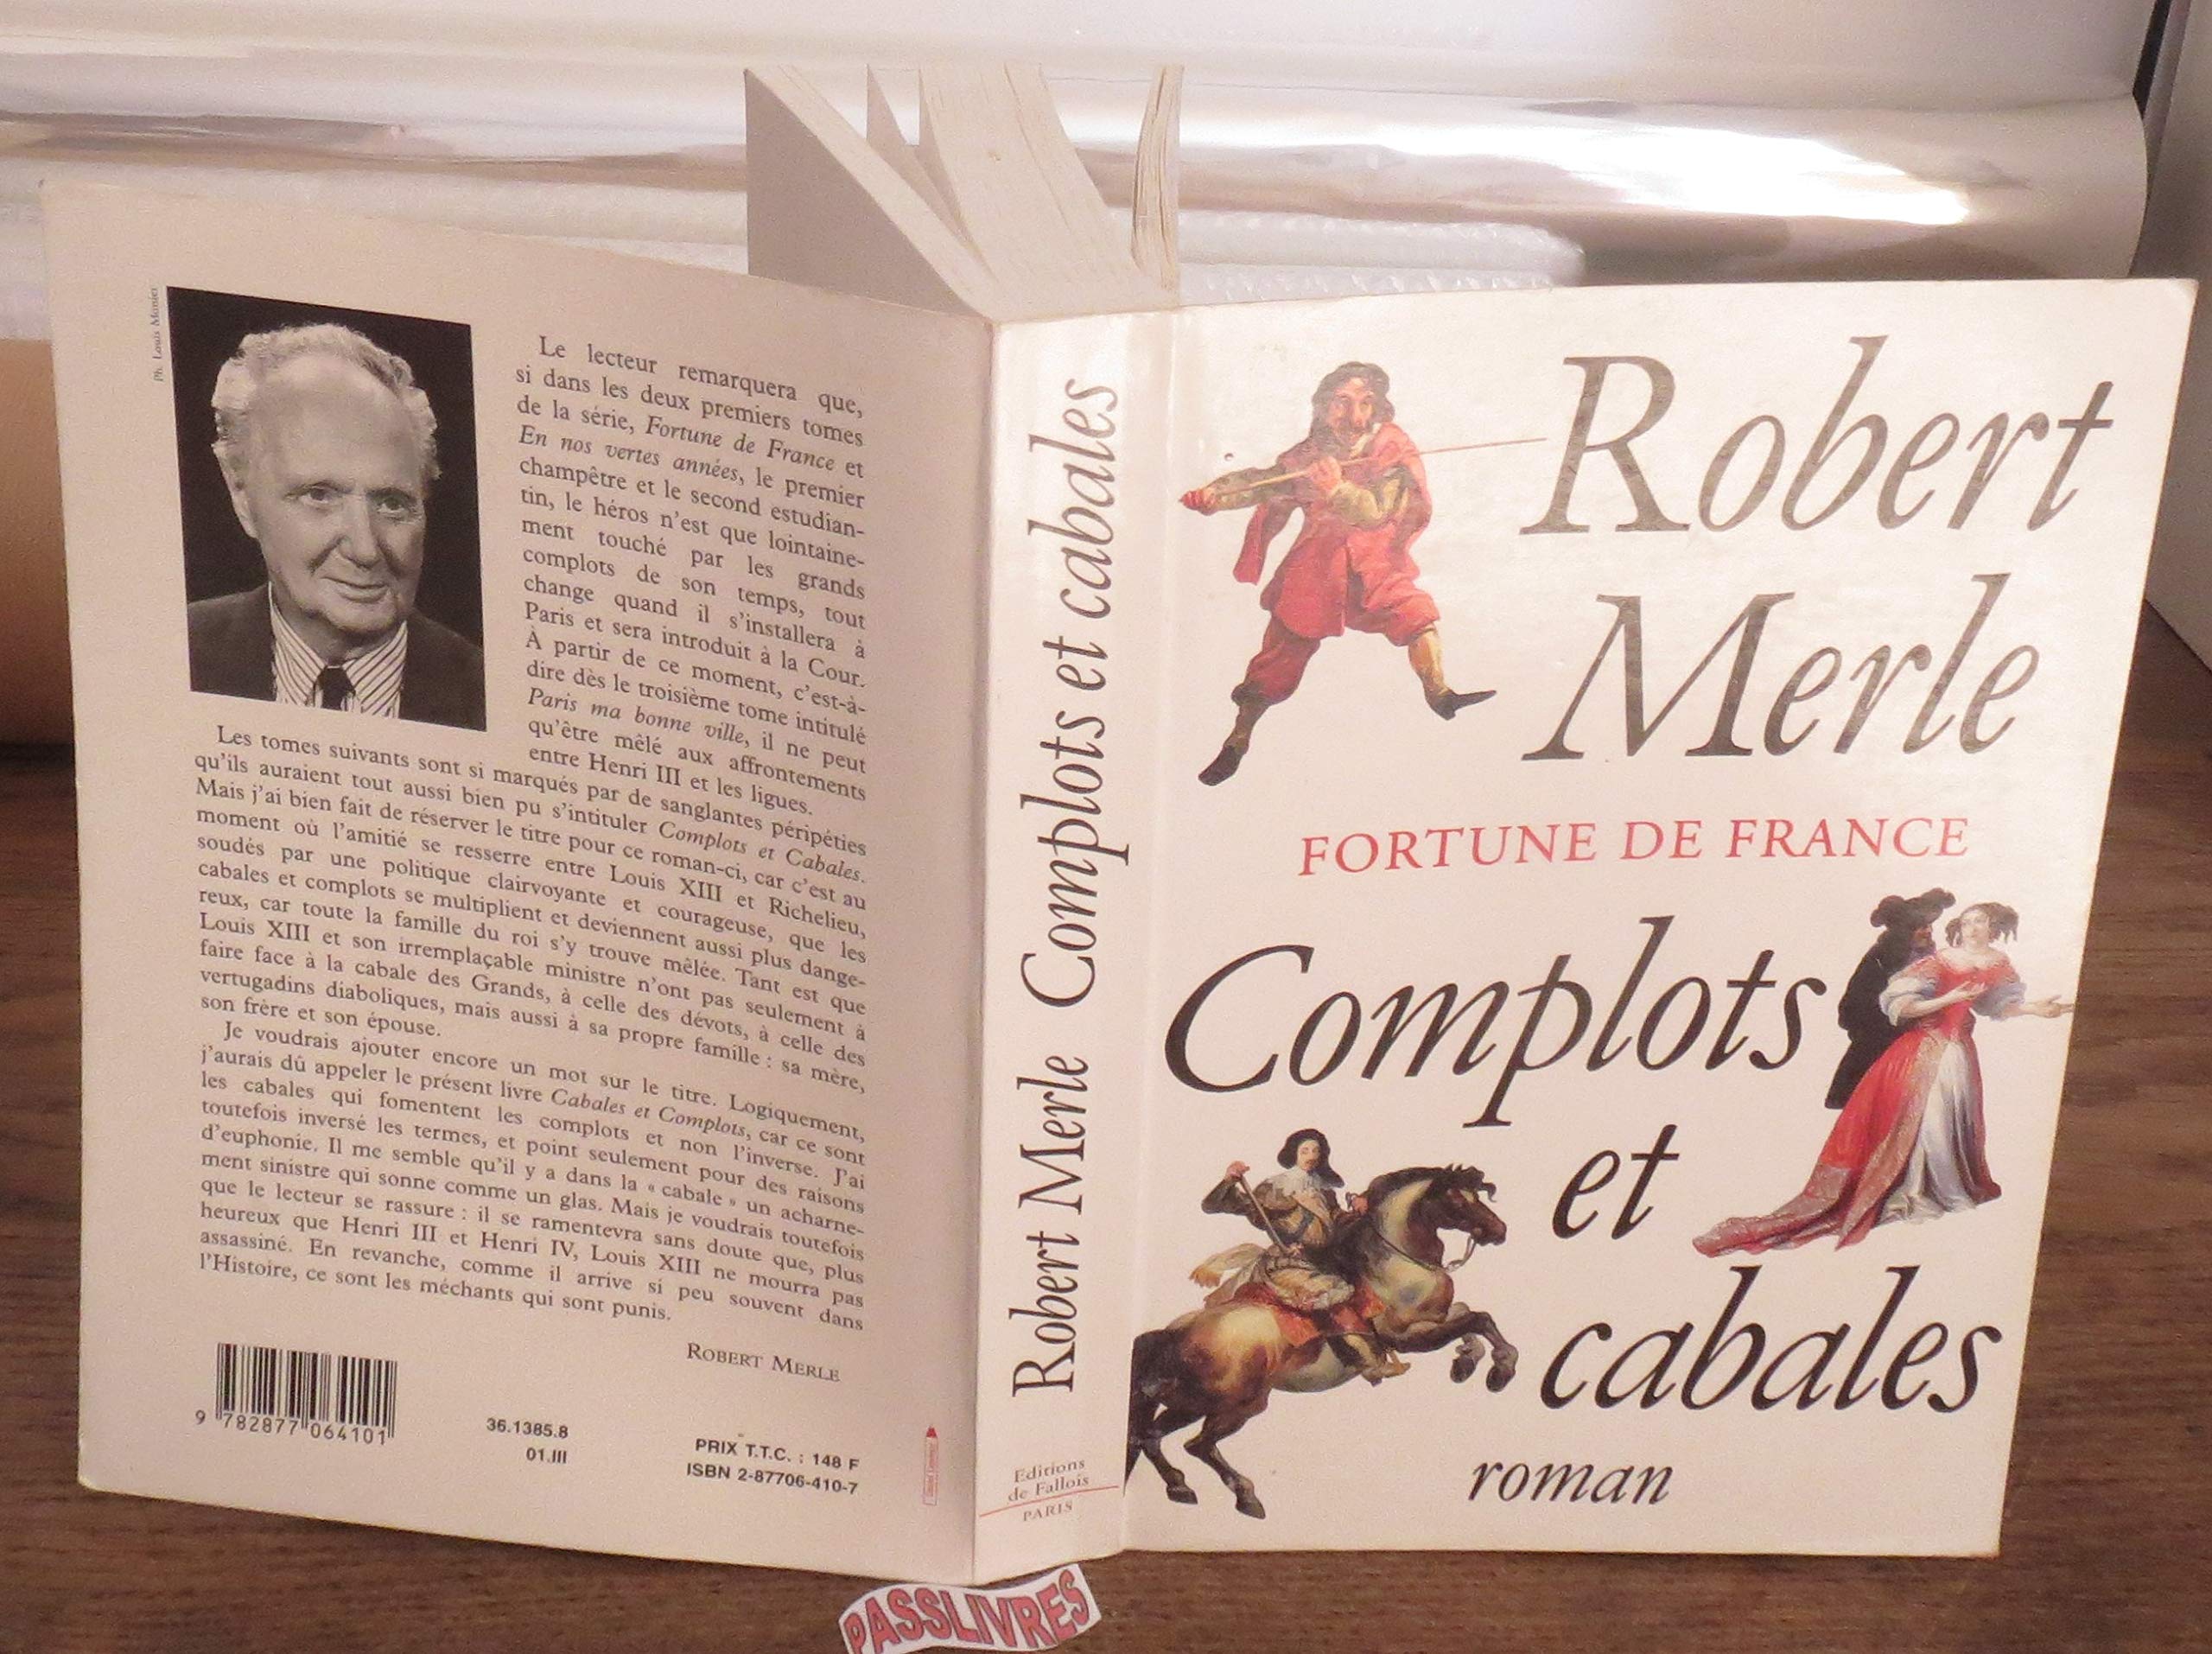 Ph. Louis Monier
Le lecteur remarquera que,
si dans les deux premiers tomes
de la série, Fortune de France et
En nos vertes années, le premier
champêtre et le second estudian-
tin, le héros n'est que lointaine-
ment touché par les grands
complots de son temps, tout
change quand il s'installera à
Paris et sera introduit à la Cour.
À partir de ce moment, c'est-à-
dire dès le troisième tome intitulé
Paris ma bonne ville, il ne peut
qu'être mêlé aux affrontements
entre Henri III et les ligues.
Les tomes suivants sont si marqués par de sanglantes péripéties
qu'ils auraient tout aussi bien pu s'intituler Complots et Cabales.
Mais j'ai bien fait de réserver le titre pour ce roman-ci, car c'est au
moment où l'amitié se resserre entre Louis XIII et Richelieu,
soudés par une politique clairvoyante et courageuse, que les
cabales et complots se multiplient et deviennent aussi plus dange-
reux, car toute la famille du roi s'y trouve mêlée. Tant est que
Louis XIII et son irremplaçable ministre n'ont pas seulement à
faire face à la cabale des Grands, à celle des dévots, à celle des
vertugadins diaboliques, mais aussi à sa propre famille : sa mère,
son frère et son épouse.
Je voudrais ajouter encore un mot sur le titre. Logiquement,
j'aurais dû appeler le présent livre Cabales et Complots, car ce sont
les cabales qui fomentent les complots et non l'inverse. J'ai
toutefois inversé les termes, et point seulement pour des raisons
d'euphonie. Il me semble qu'il y a dans la « cabale » un acharne-
ment sinistre qui sonne comme un glas. Mais je voudrais toutefois
que le lecteur se rassure : il se ramentevra sans doute que, plus
heureux que Henri III et Henri IV, Louis XIII ne mourra pas
assassiné. En revanche, comme il arrive si peu souvent dans
l'Histoire, ce sont les méchants qui sont punis.
ROBERT MERLE
9 782877 064101
36.1385.8
01.III
PRIX T.T.C. : 148 F
ISBN 2-87706-410-7
Robert Merle Complots et cabales
Editions
de Fallois
PARIS
Robert
Merle
FORTUNE DE FRANCE
Complots
et
cabales
roman
PASSLIVRES